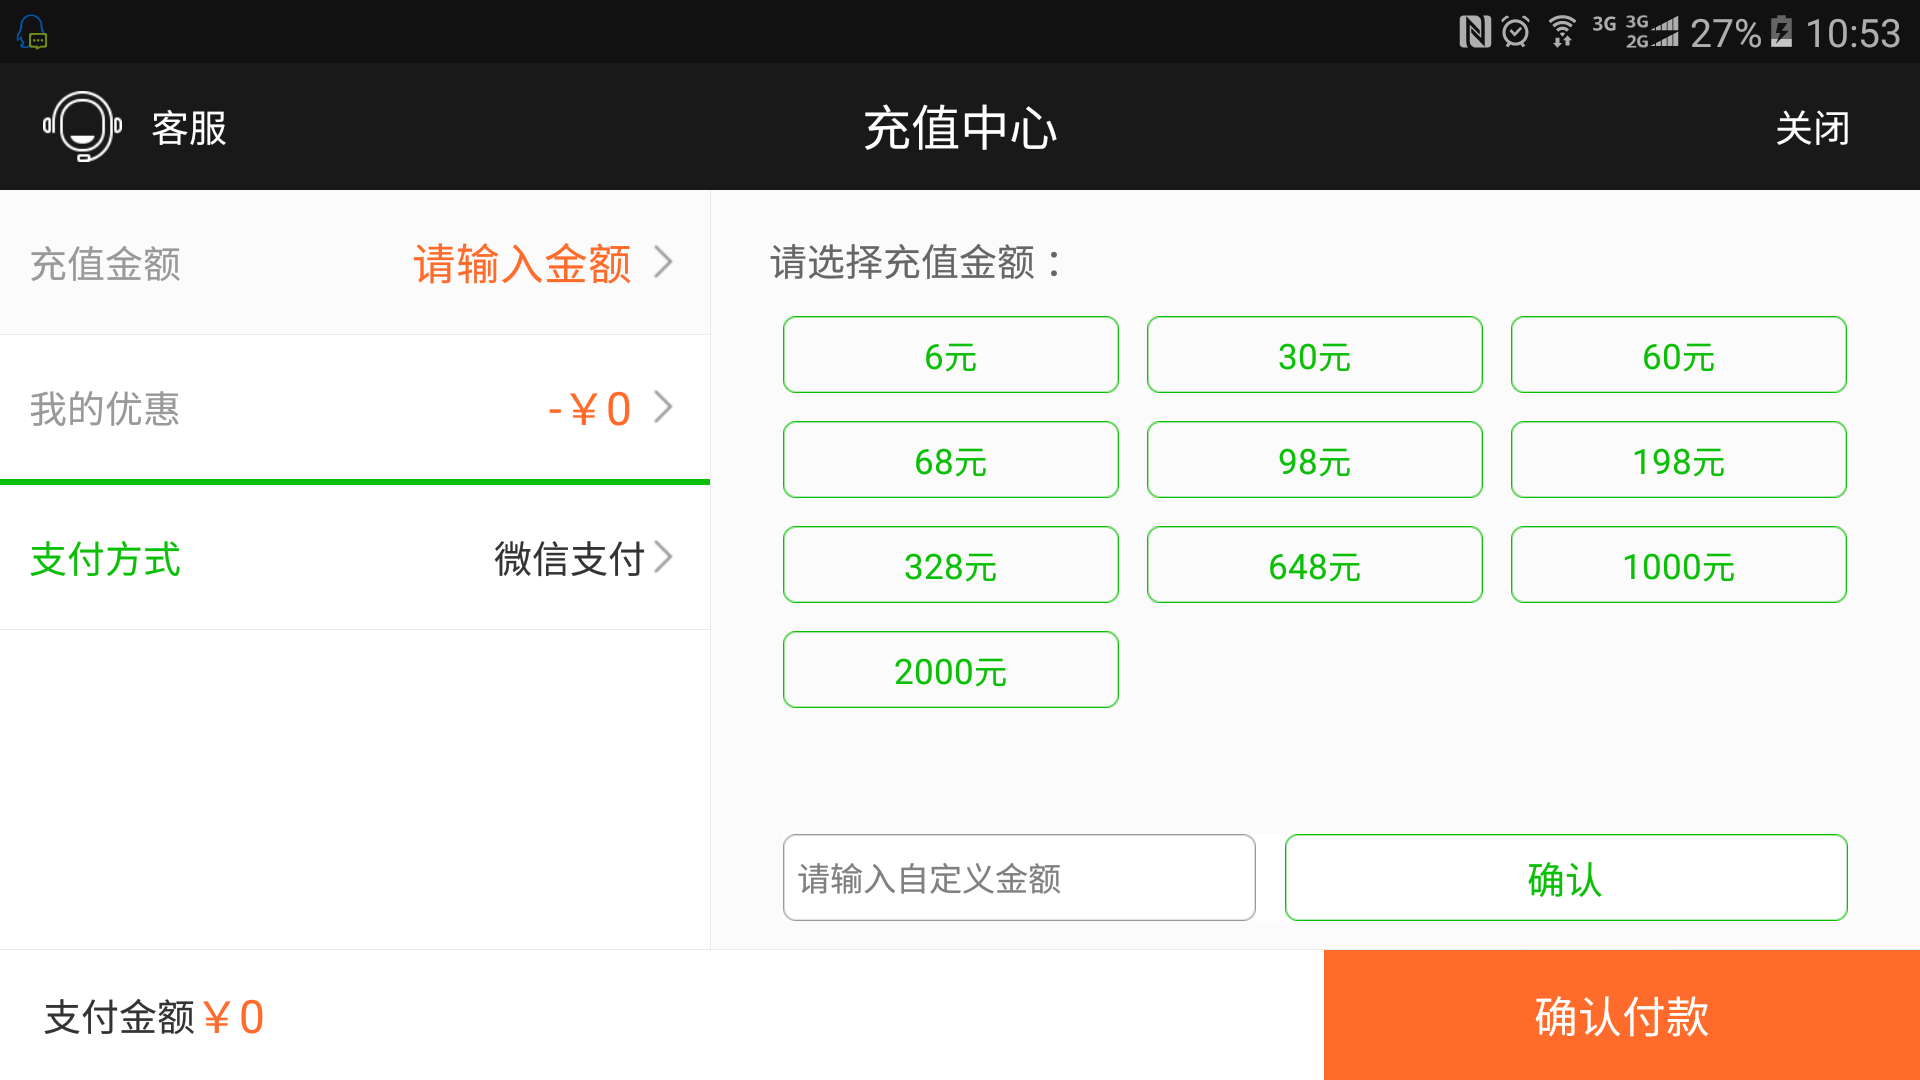 3G 3G 2G 27% 10:53
客服 充值中心 关闭
充值金额 请输入金额
我的优惠 -￥0
支付方式 微信支付
请选择充值金额：
6元 30元 60元
68元 98元 198元
328元 648元 1000元
2000元
请输入自定义金额 确认
支付金额￥0 确认付款